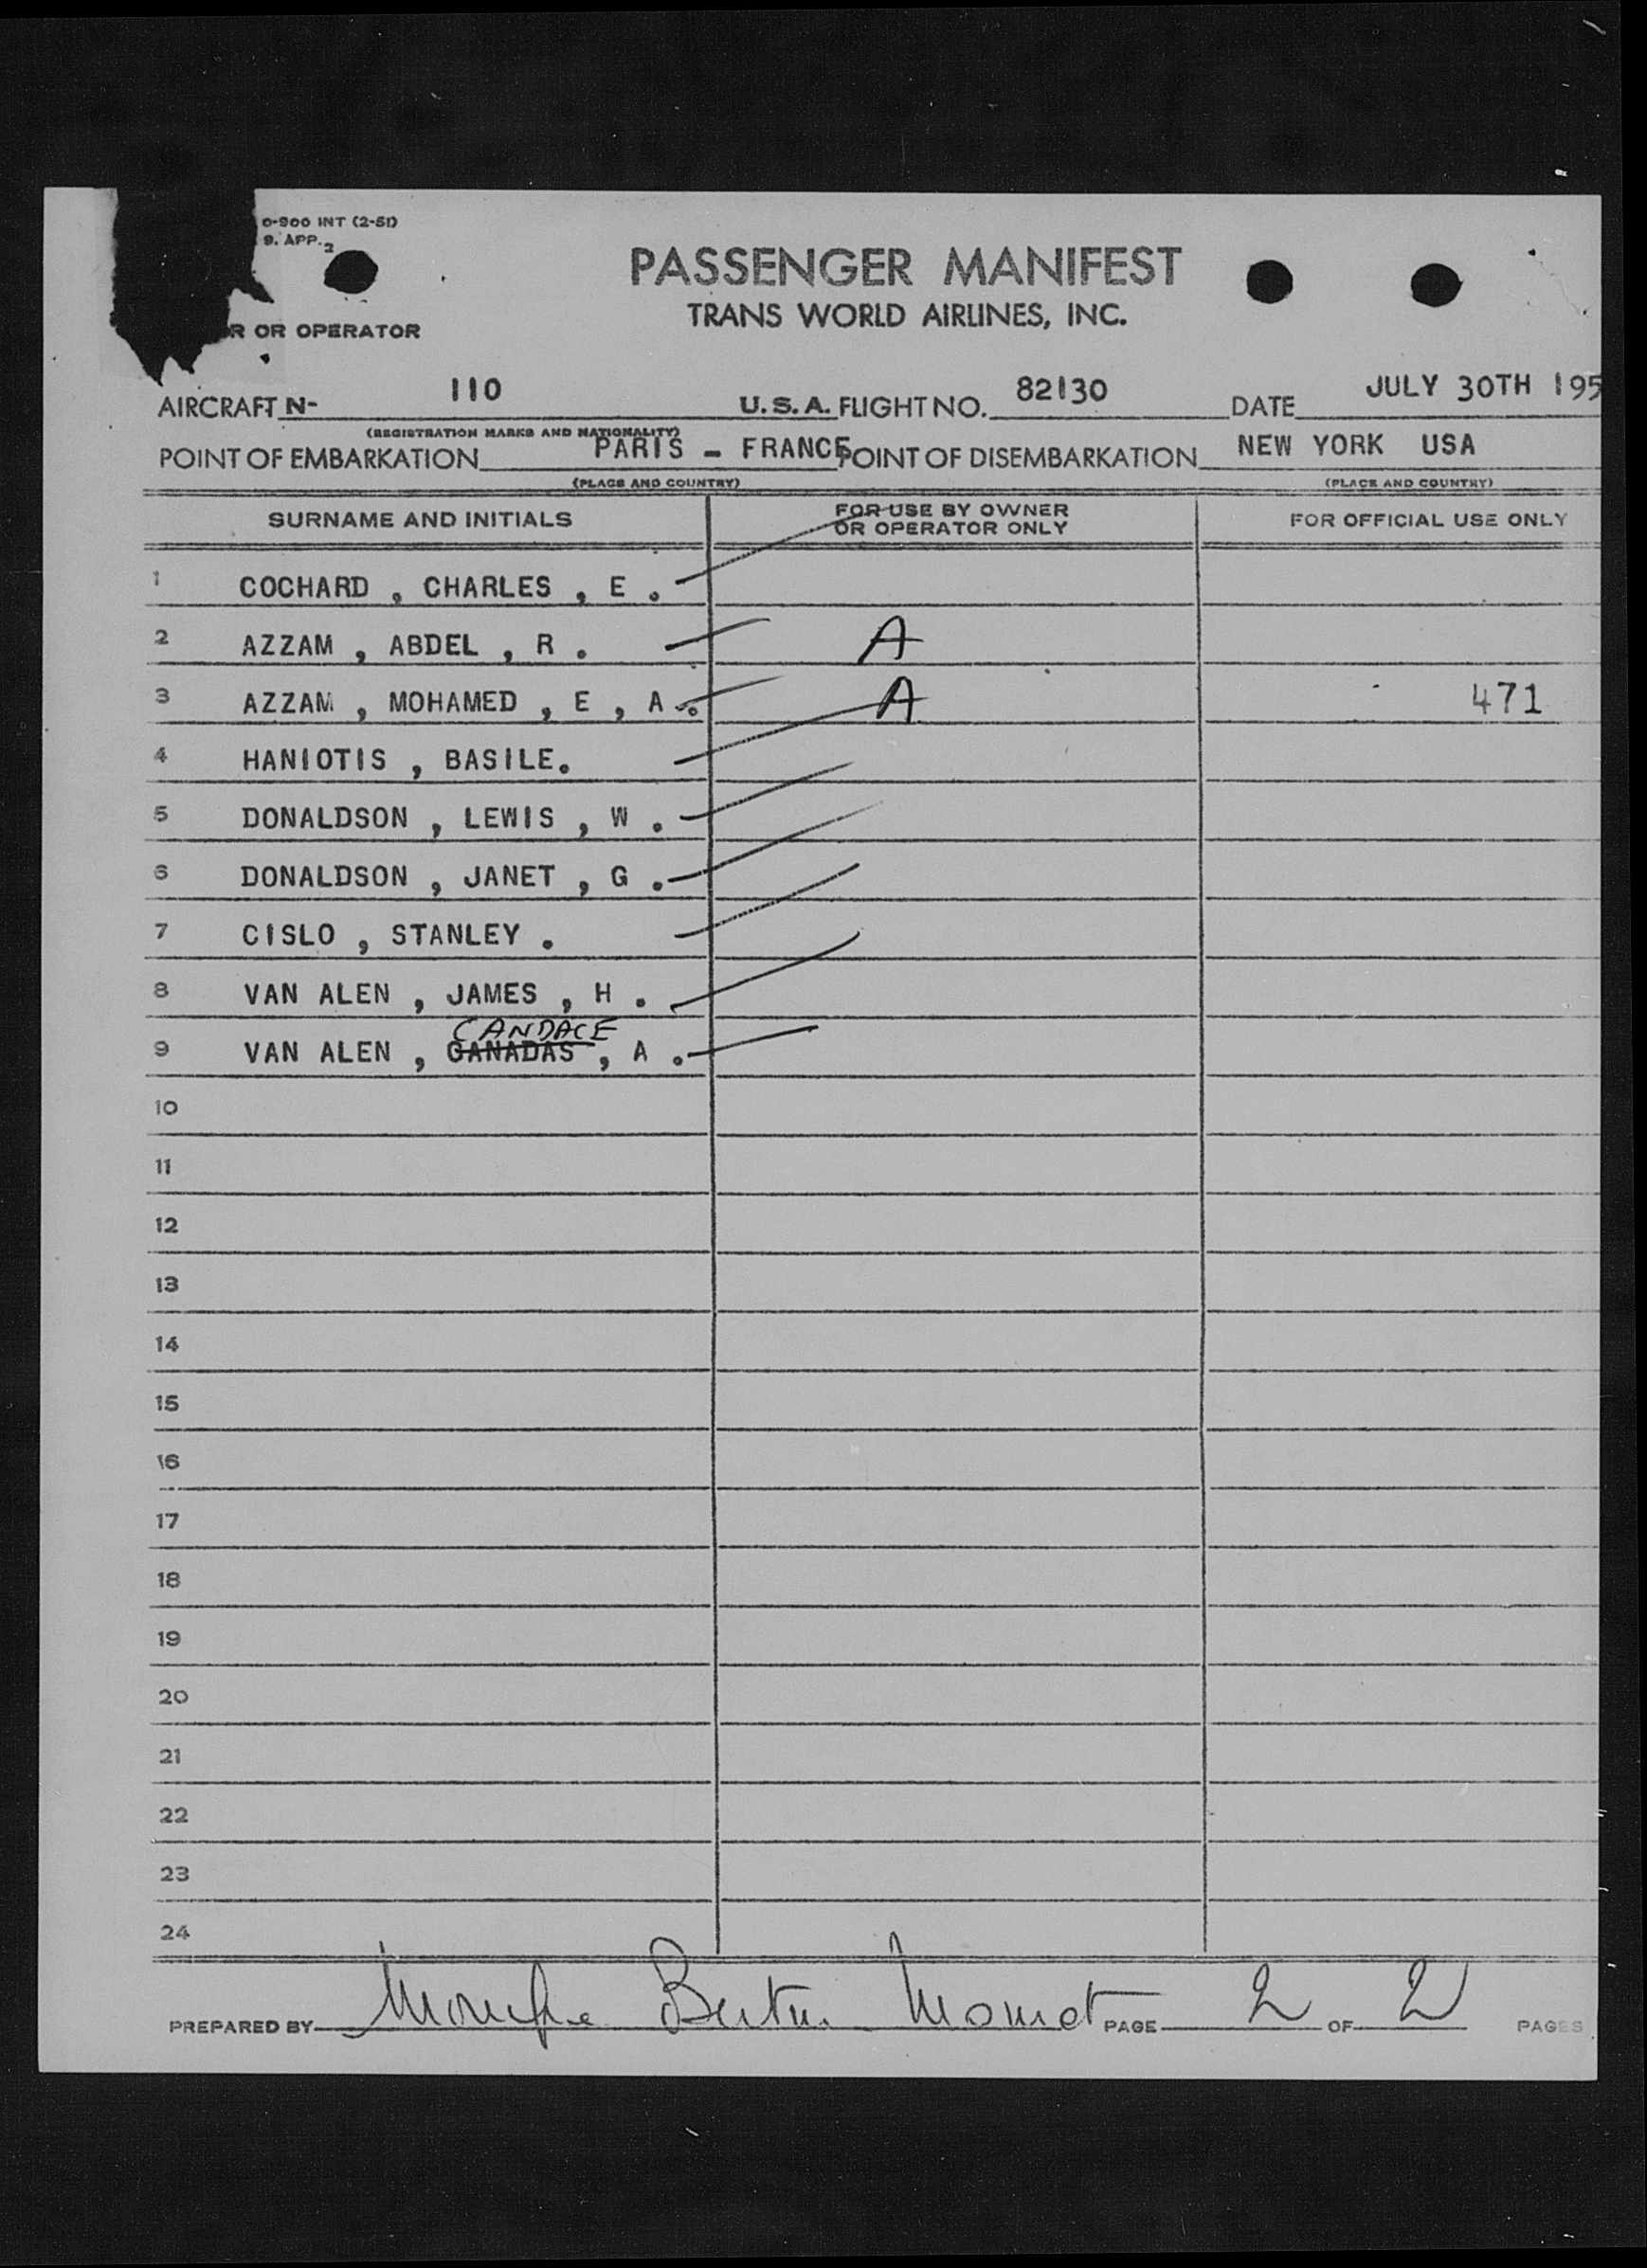 0-900 INT (2-51)
9. APP. 2
PASSENGER MANIFEST
TRANS WORLD AIRLINES, INC.
R OR OPERATOR
AIRCRAFT N- 110 U.S.A. FLIGHT NO. 82130 DATE JULY 30TH 195
(REGISTRATION MARKS AND NATIONALITY)
POINT OF EMBARKATION PARIS - FRANCE POINT OF DISEMBARKATION NEW YORK USA
(PLACE AND COUNTRY) (PLACE AND COUNTRY)
SURNAME AND INITIALS FOR USE BY OWNER OR OPERATOR ONLY FOR OFFICIAL USE ONLY
1 COCHARD , CHARLES , E .
2 AZZAM , ABDEL , R . A
3 AZZAM , MOHAMED , E , A . A 471
4 HANIOTIS , BASILE.
5 DONALDSON , LEWIS , W .
6 DONALDSON , JANET , G .
7 CISLO , STANLEY .
8 VAN ALEN , JAMES , H .
CANDACE
9 VAN ALEN , CANADAS , A .
10
11
12
13
14
15
16
17
18
19
20
21
22
23
24
PREPARED BY PAGE 2 OF 2 PAGES